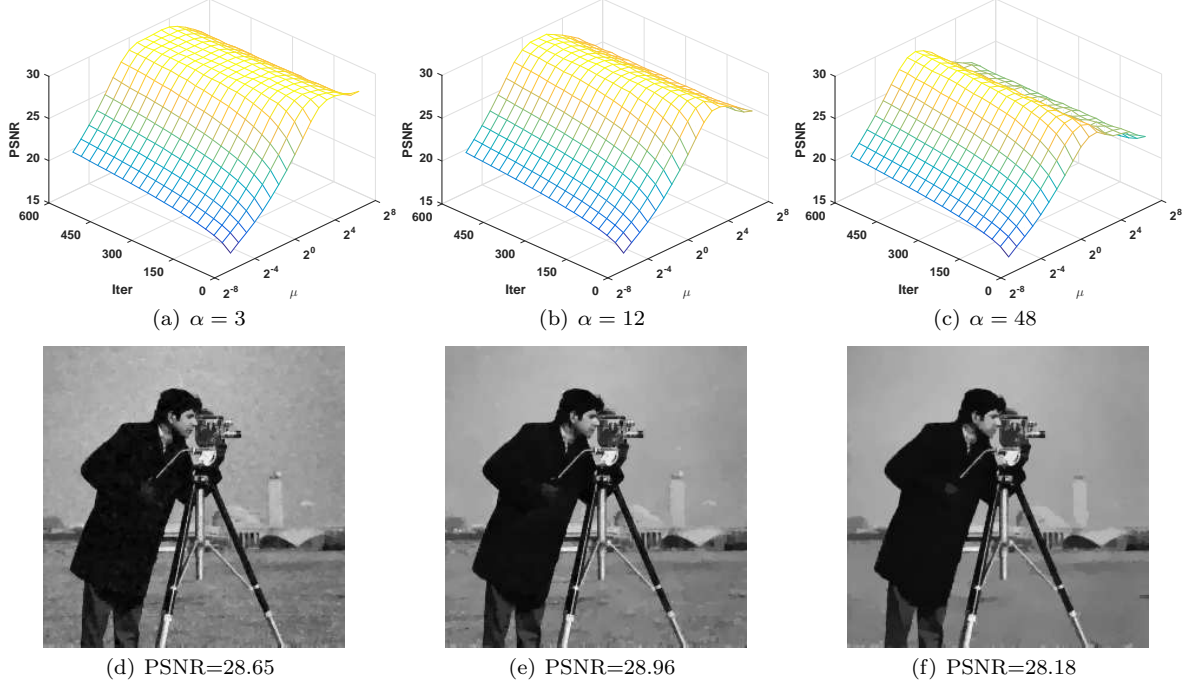 30
25
20
15
PSNR
600
450
300
150
0
Iter
2^-8
2^-4
2^0
2^4
2^8
μ
(a) α = 3
30
25
20
15
PSNR
600
450
300
150
0
Iter
2^-8
2^-4
2^0
2^4
2^8
μ
(b) α = 12
30
25
20
15
PSNR
600
450
300
150
0
Iter
2^-8
2^-4
2^0
2^4
2^8
μ
(c) α = 48
(d) PSNR=28.65
(e) PSNR=28.96
(f) PSNR=28.18